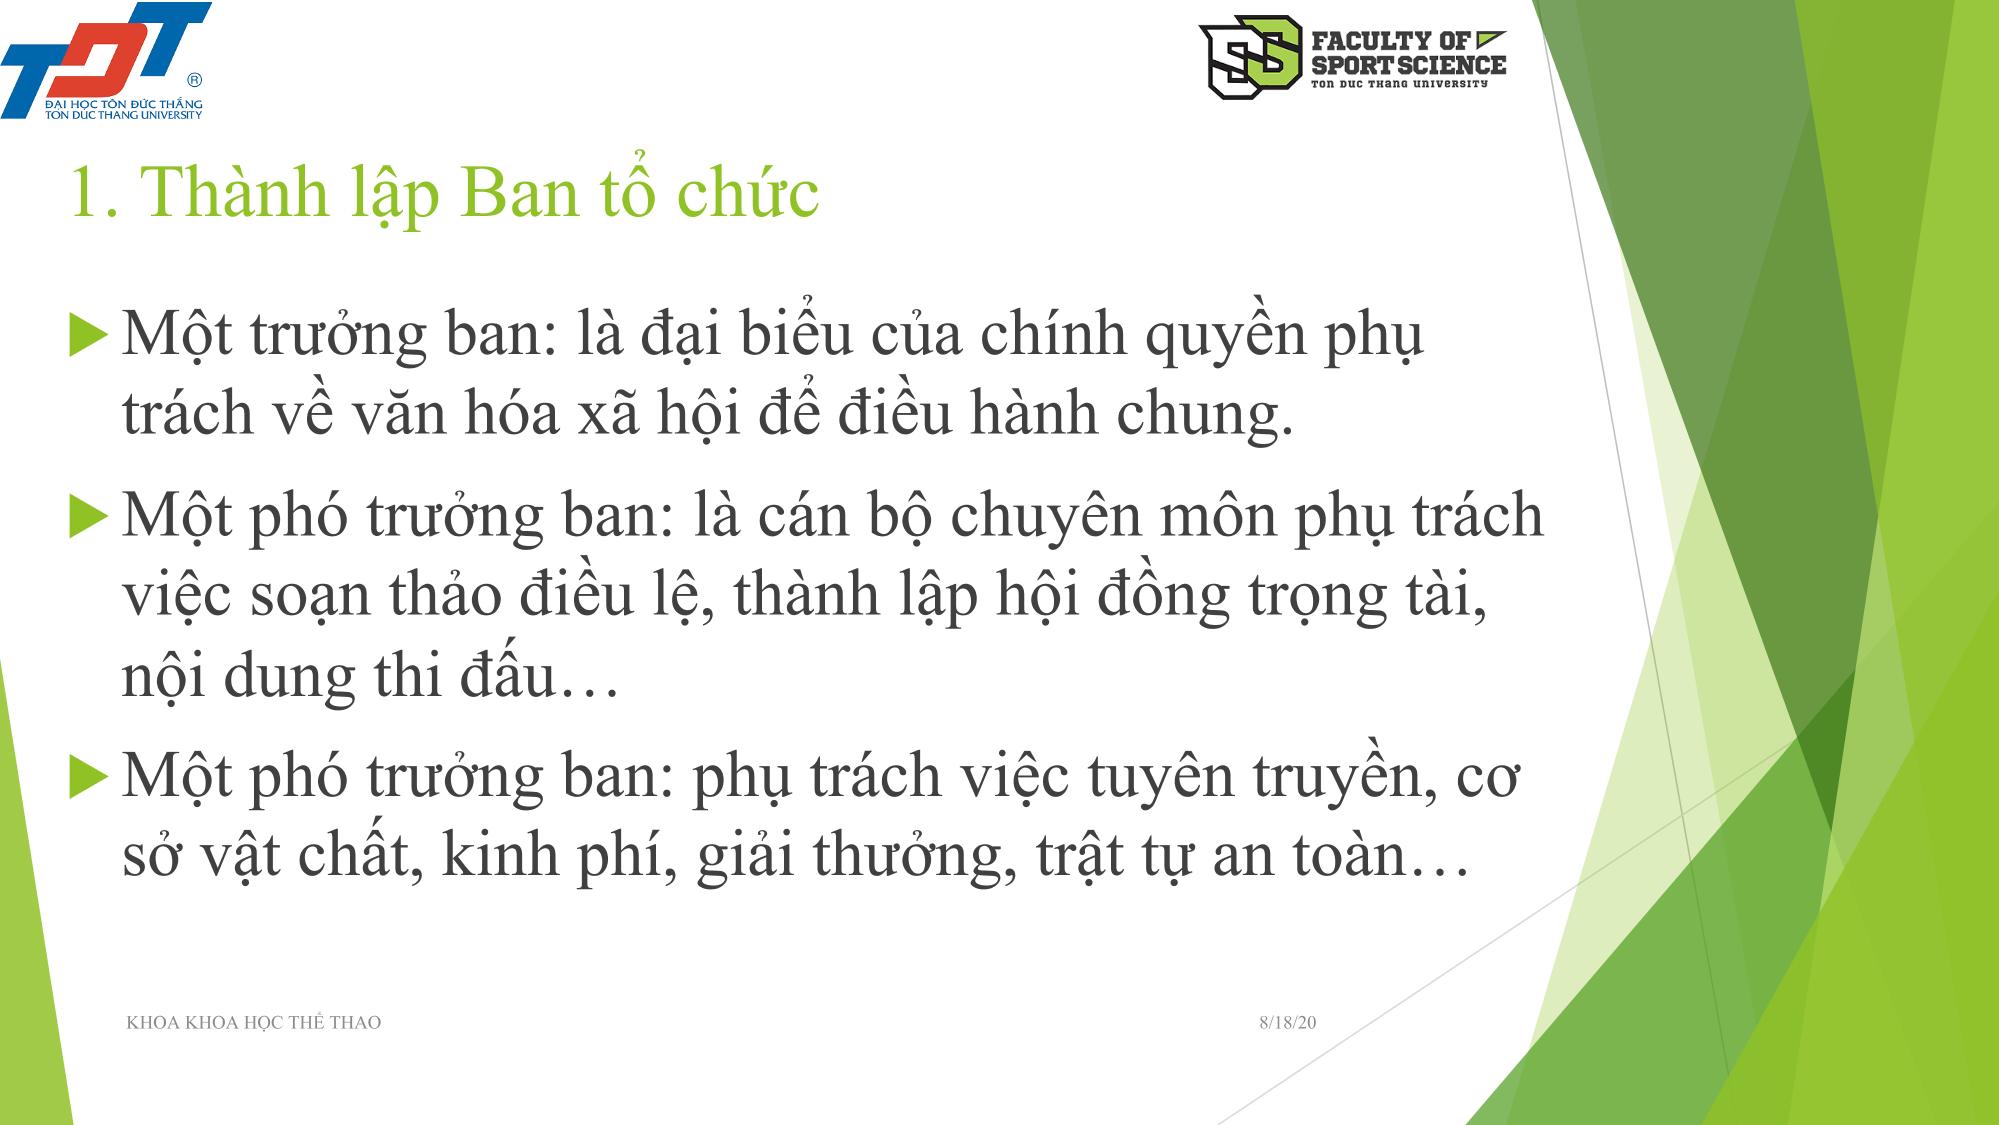 TDT
®
ĐẠI HỌC TÔN ĐỨC THẮNG
TON DUC THANG UNIVERSITY
SS
FACULTY OF
SPORT SCIENCE
TON DUC THANG UNIVERSITY
1. Thành lập Ban tổ chức
Một trưởng ban: là đại biểu của chính quyền phụ
trách về văn hóa xã hội để điều hành chung.
Một phó trưởng ban: là cán bộ chuyên môn phụ trách
việc soạn thảo điều lệ, thành lập hội đồng trọng tài,
nội dung thi đấu…
Một phó trưởng ban: phụ trách việc tuyên truyền, cơ
sở vật chất, kinh phí, giải thưởng, trật tự an toàn…
KHOA KHOA HỌC THỂ THAO
8/18/20